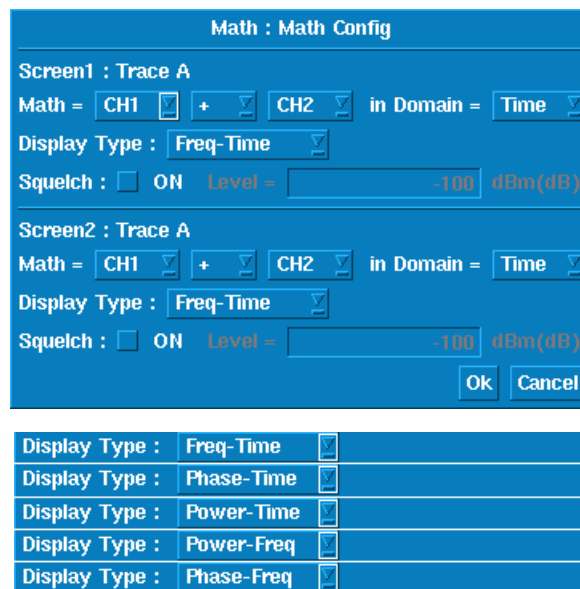 Math : Math Config
Screen1 : Trace A
Math = CH1 + CH2 in Domain = Time
Display Type : Freq-Time
Squelch : ON Level = -100 dBm(dB)
Screen2 : Trace A
Math = CH1 + CH2 in Domain = Time
Display Type : Freq-Time
Squelch : ON Level = -100 dBm(dB)
Ok Cancel
Display Type : Freq-Time
Display Type : Phase-Time
Display Type : Power-Time
Display Type : Power-Freq
Display Type : Phase-Freq